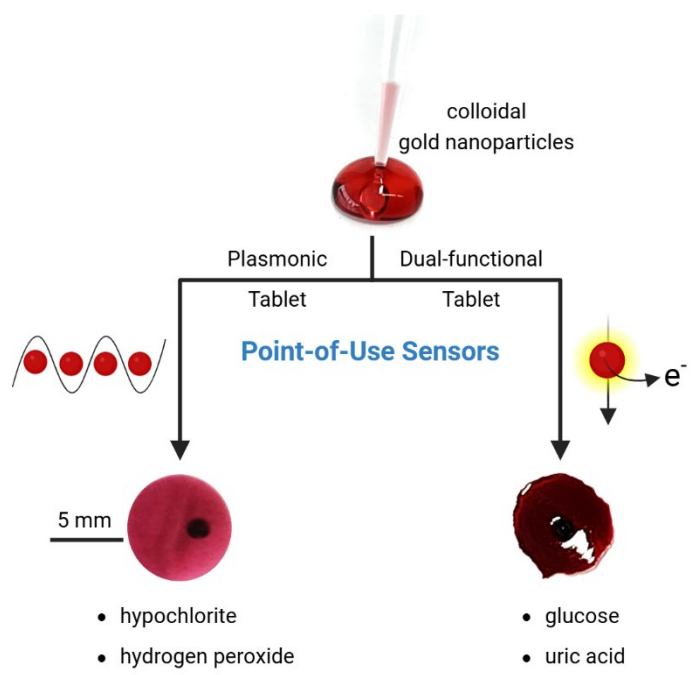 colloidal
gold nanoparticles
Plasmonic
Tablet
Dual-functional
Tablet
Point-of-Use Sensors
e-
5 mm
• hypochlorite
• hydrogen peroxide
• glucose
• uric acid